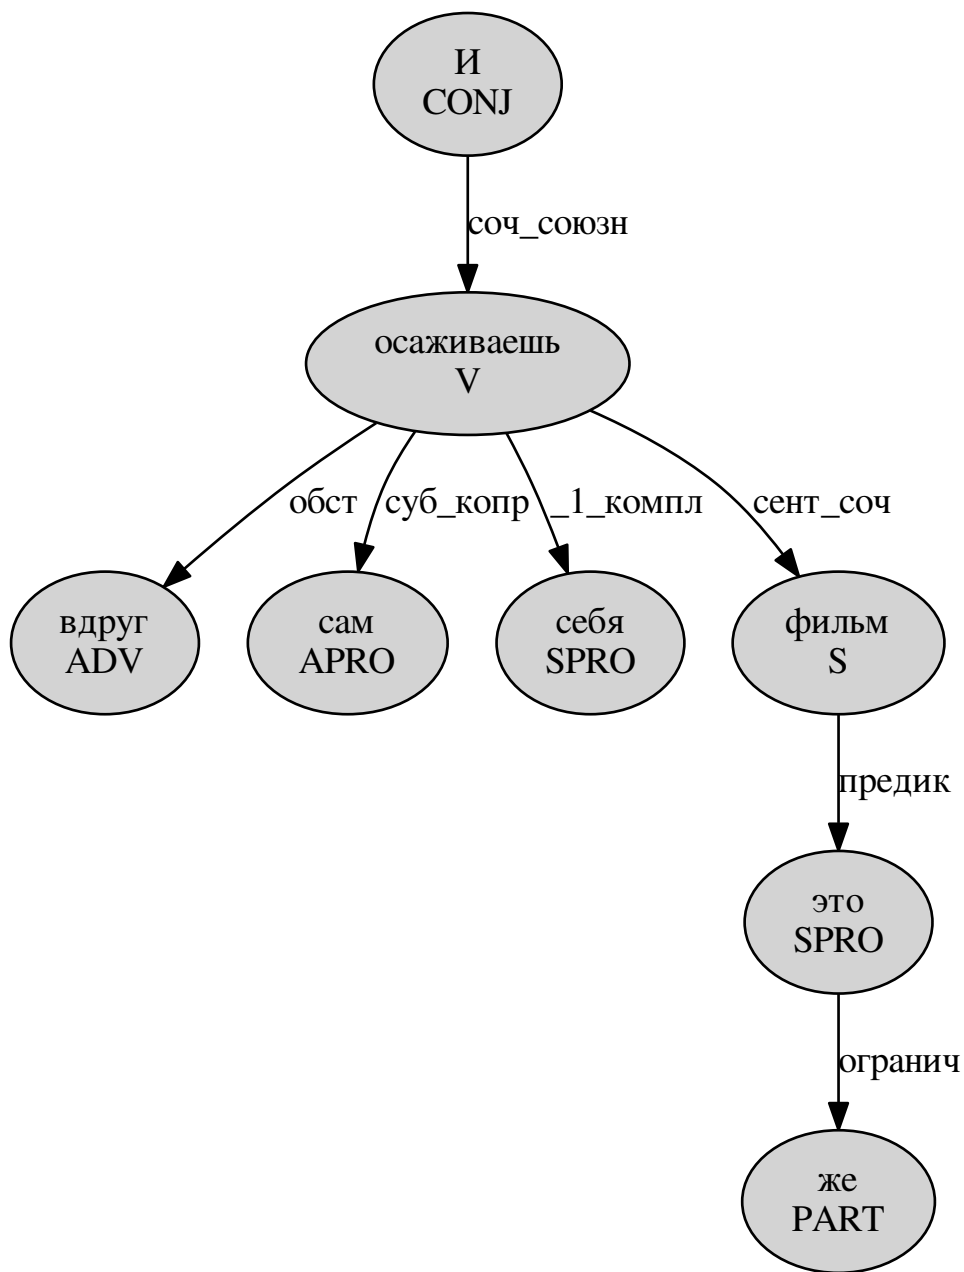 И
CONJ
соч_союзн
осаживаешь
V
обст
суб_копр
_1_компл
сент_соч
вдруг
ADV
сам
APRO
себя
SPRO
фильм
S
предик
это
SPRO
огранич
же
PART